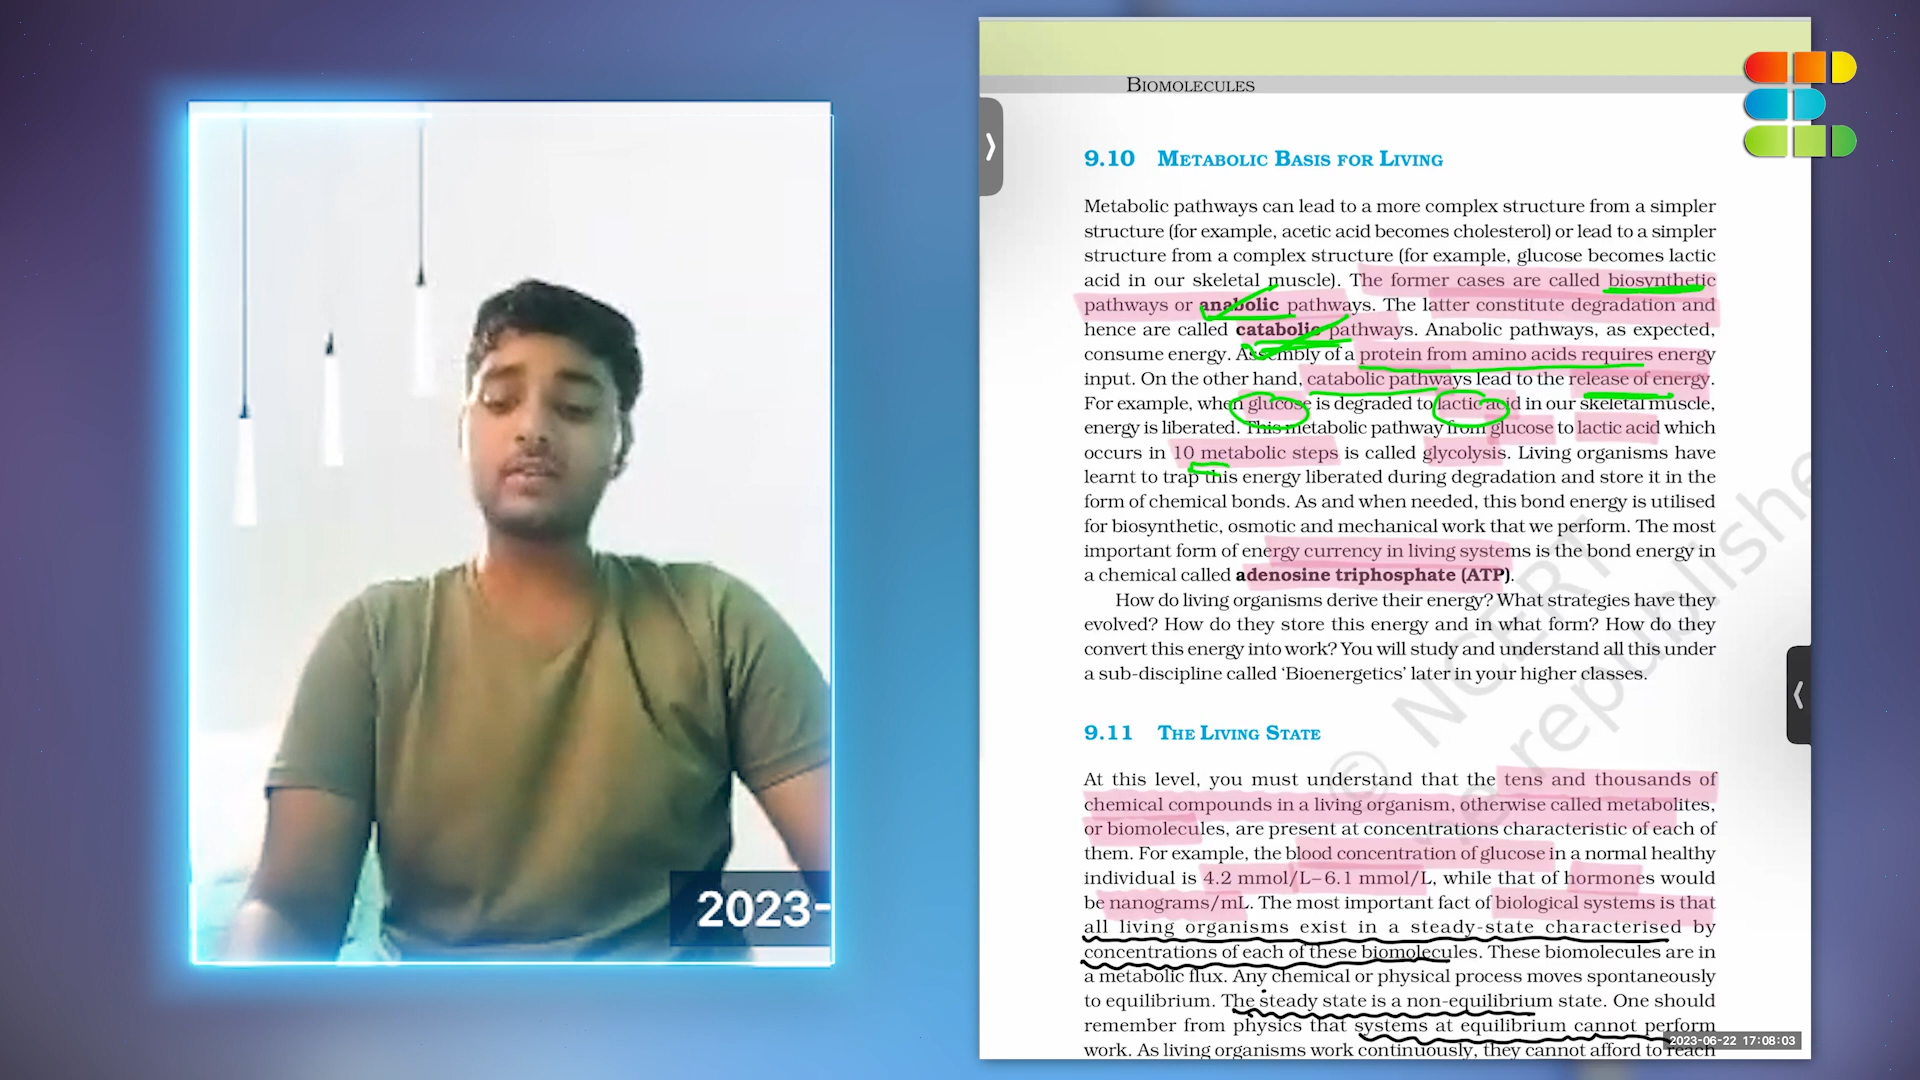 BIOMOLECULES
9.10 METABOLIC BASIS FOR LIVING
Metabolic pathways can lead to a more complex structure from a simpler
structure (for example, acetic acid becomes cholesterol) or lead to a simpler
structure from a complex structure (for example, glucose becomes lactic
acid in our skeletal muscle). The former cases are called biosynthetic
pathways or anabolic pathways. The latter constitute degradation and
hence are called catabolic pathways. Anabolic pathways, as expected,
consume energy. Assembly of a protein from amino acids requires energy
input. On the other hand, catabolic pathways lead to the release of energy.
For example, when glucose is degraded to lactic acid in our skeletal muscle,
energy is liberated. This metabolic pathway from glucose to lactic acid which
occurs in 10 metabolic steps is called glycolysis. Living organisms have
learnt to trap this energy liberated during degradation and store it in the
form of chemical bonds. As and when needed, this bond energy is utilised
for biosynthetic, osmotic and mechanical work that we perform. The most
important form of energy currency in living systems is the bond energy in
a chemical called adenosine triphosphate (ATP).
How do living organisms derive their energy? What strategies have they
evolved? How do they store this energy and in what form? How do they
convert this energy into work? You will study and understand all this under
a sub-discipline called ‘Bioenergetics’ later in your higher classes.
9.11 THE LIVING STATE
At this level, you must understand that the tens and thousands of
chemical compounds in a living organism, otherwise called metabolites,
or biomolecules, are present at concentrations characteristic of each of
them. For example, the blood concentration of glucose in a normal healthy
individual is 4.2 mmol/L–6.1 mmol/L, while that of hormones would
be nanograms/mL. The most important fact of biological systems is that
all living organisms exist in a steady-state characterised by
concentrations of each of these biomolecules. These biomolecules are in
a metabolic flux. Any chemical or physical process moves spontaneously
to equilibrium. The steady state is a non-equilibrium state. One should
remember from physics that systems at equilibrium cannot perform
work. As living organisms work continuously, they cannot afford to reach
© NCERT
republishe
2023-
2023-06-22 17:08:03